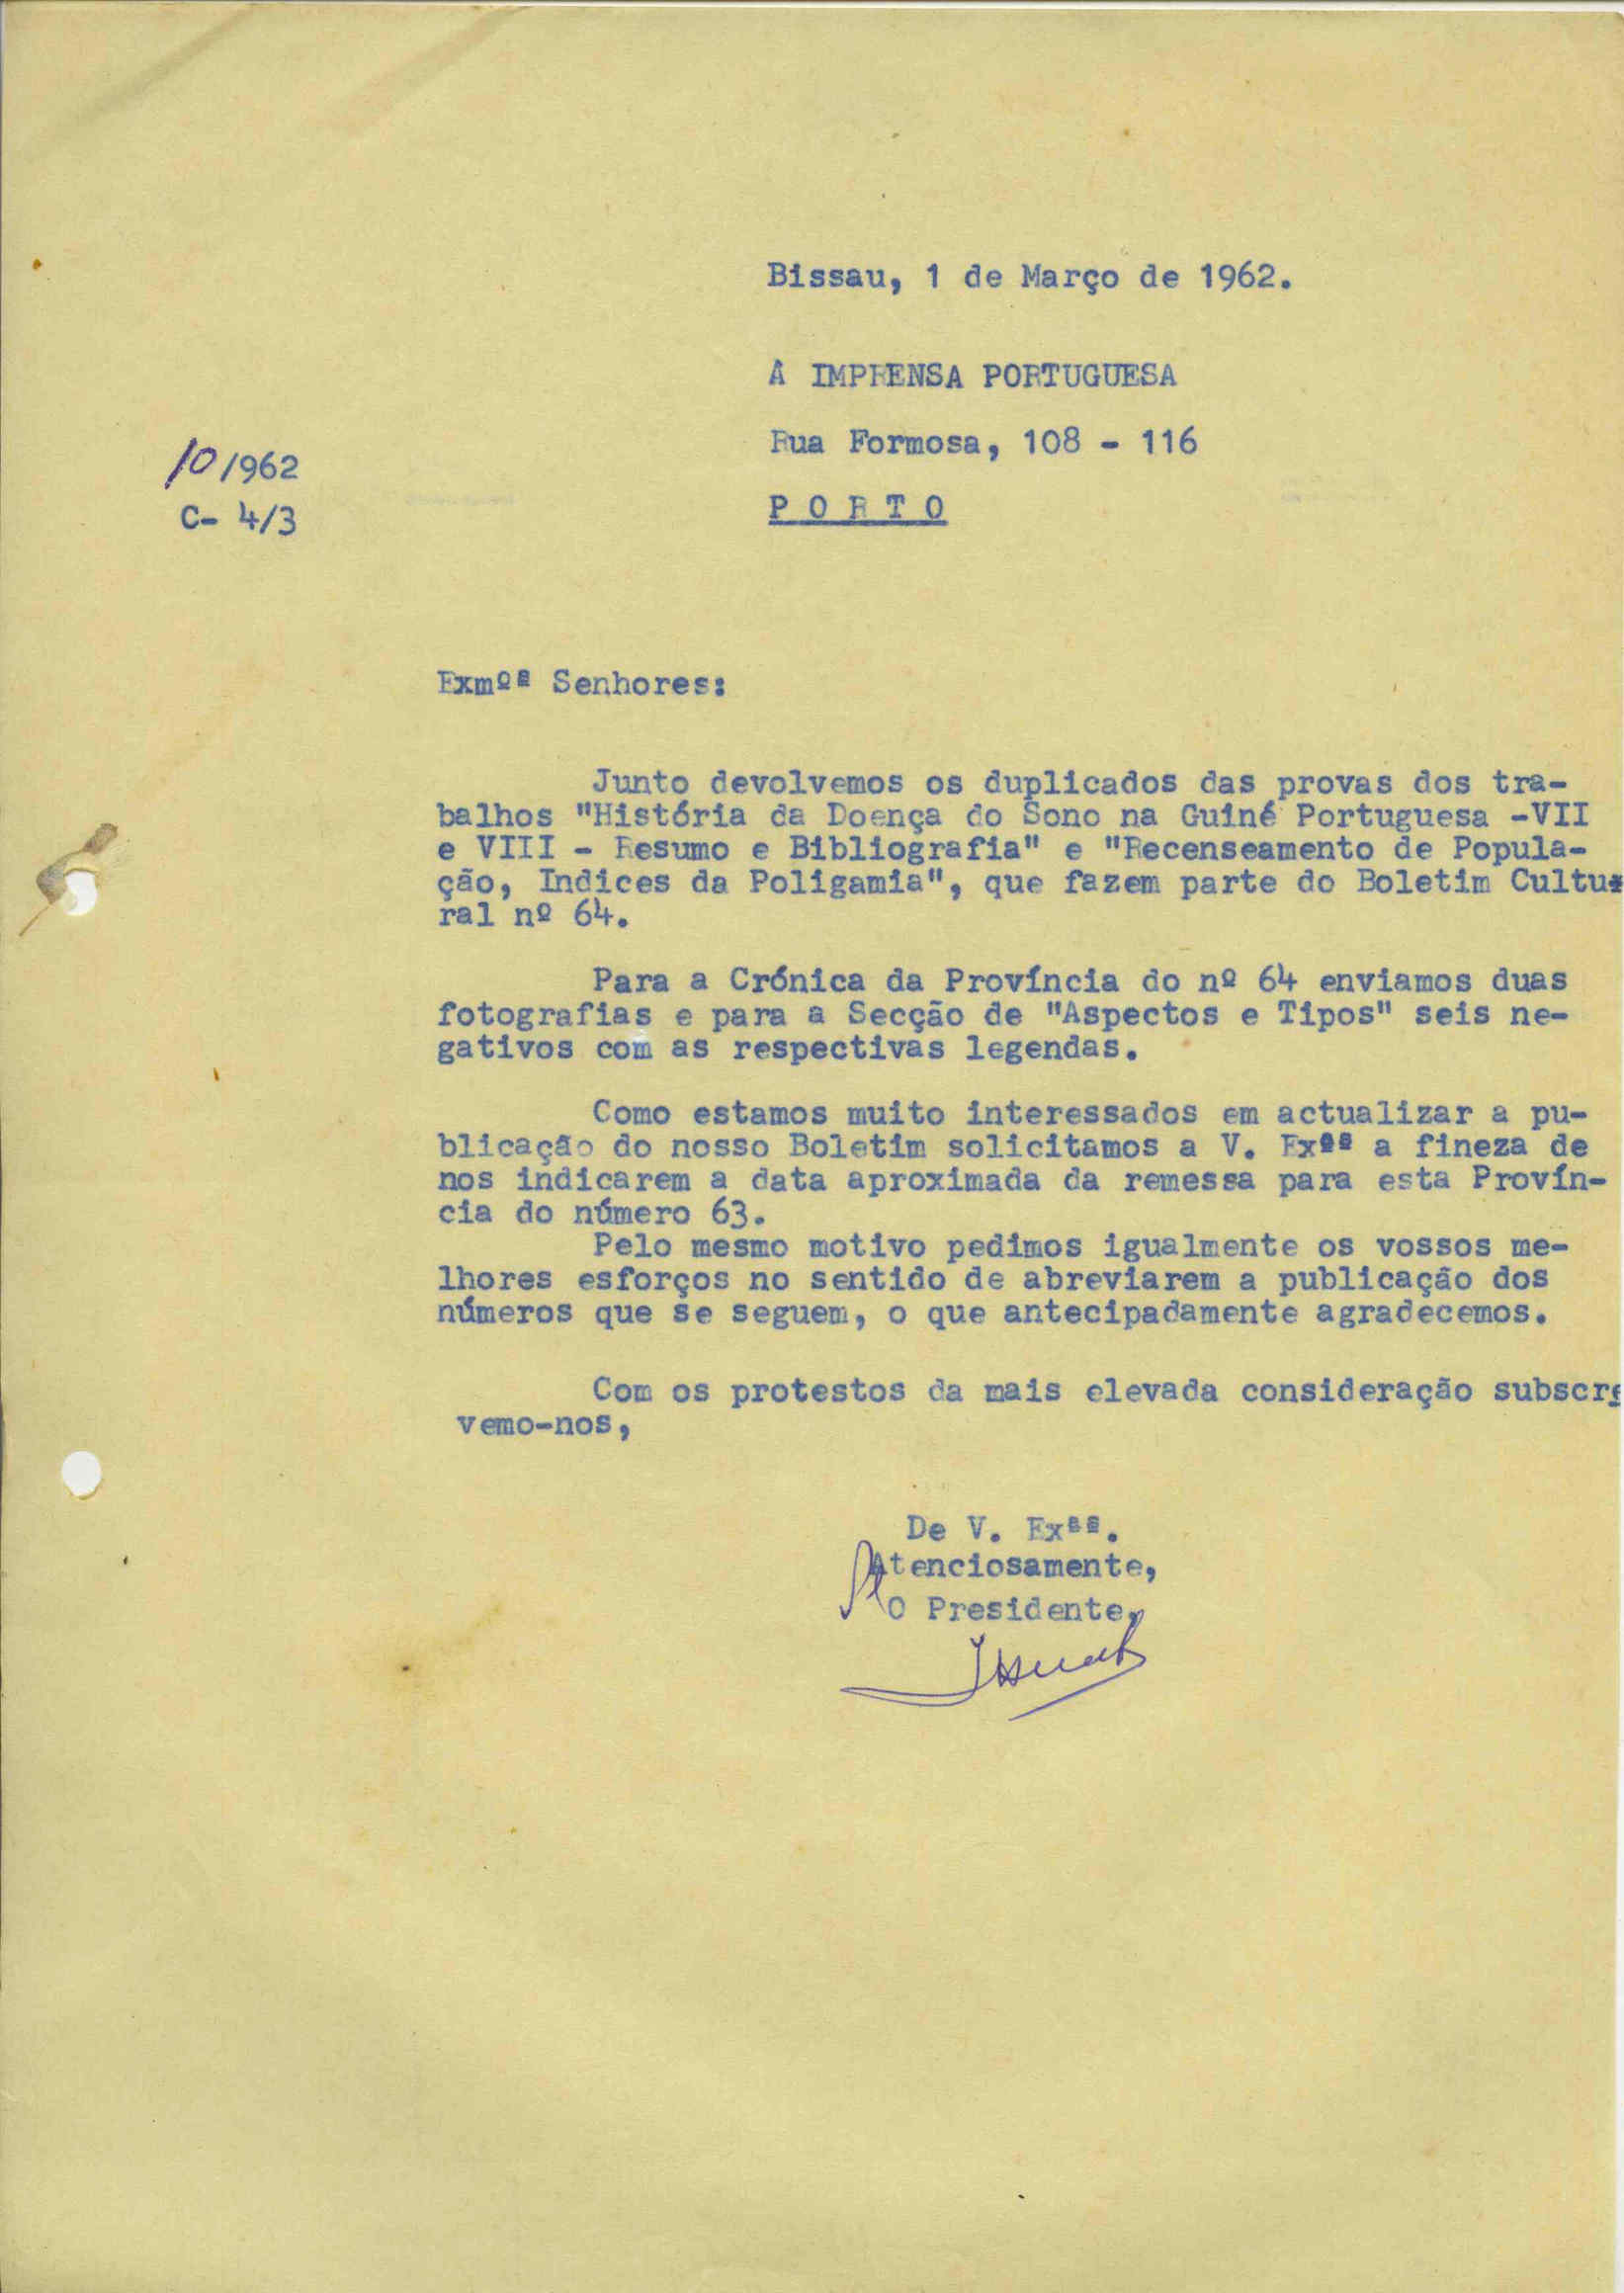 Bissau, 1 de Março de 1962.
A IMPRENSA PORTUGUESA
Rua Formosa, 108 - 116
10/962
C- 4/3
P O R T O
Exmºª Senhores:
Junto devolvemos os duplicados das provas dos tra-
balhos "História da Doença do Sono na Guiné Portuguesa -VII
e VIII - Resumo e Bibliografia" e "Recenseamento de Popula-
ção, Indices da Poligamia", que fazem parte do Boletim Cultu-
ral nº 64.
Para a Crónica da Província do nº 64 enviamos duas
fotografias e para a Secção de "Aspectos e Tipos" seis ne-
gativos com as respectivas legendas.
Como estamos muito interessados em actualizar a pu-
blicação do nosso Boletim solicitamos a V. Exªª a fineza de
nos indicarem a data aproximada da remessa para esta Provín-
cia do número 63.
Pelo mesmo motivo pedimos igualmente os vossos me-
lhores esforços no sentido de abreviarem a publicação dos
números que se seguem, o que antecipadamente agradecemos.
Com os protestos da mais elevada consideração subscre
vemo-nos,
De V. Exªª.
Atenciosamente,
O Presidente,